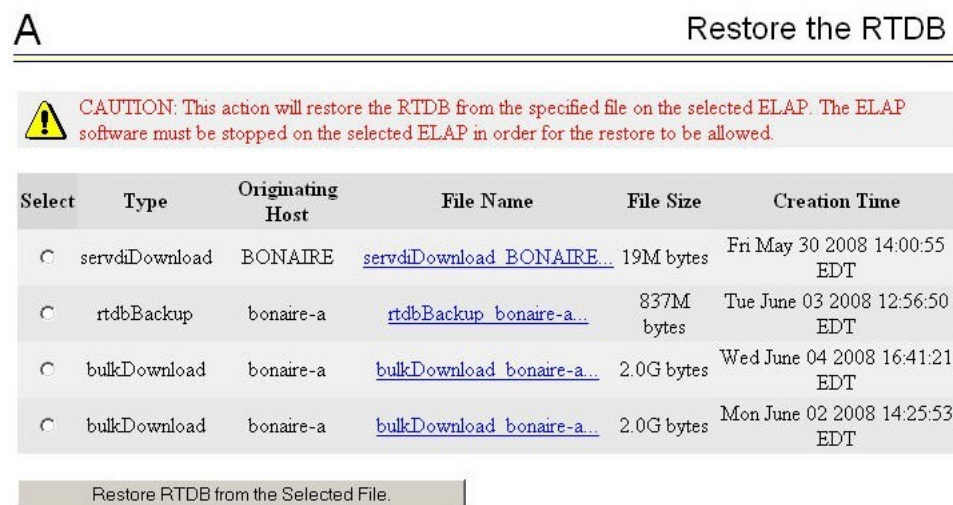 A
Restore the RTDB
CAUTION: This action will restore the RTDB from the specified file on the selected ELAP. The ELAP
software must be stopped on the selected ELAP in order for the restore to be allowed.
Select Type Originating Host File Name File Size Creation Time
servdiDownload BONAIRE servdiDownload_BONAIRE... 19M bytes Fri May 30 2008 14:00:55 EDT
rtdbBackup bonaire-a rtdbBackup_bonaire-a... 837M bytes Tue June 03 2008 12:56:50 EDT
bulkDownload bonaire-a bulkDownload_bonaire-a... 2.0G bytes Wed June 04 2008 16:41:21 EDT
bulkDownload bonaire-a bulkDownload_bonaire-a... 2.0G bytes Mon June 02 2008 14:25:53 EDT
Restore RTDB from the Selected File.